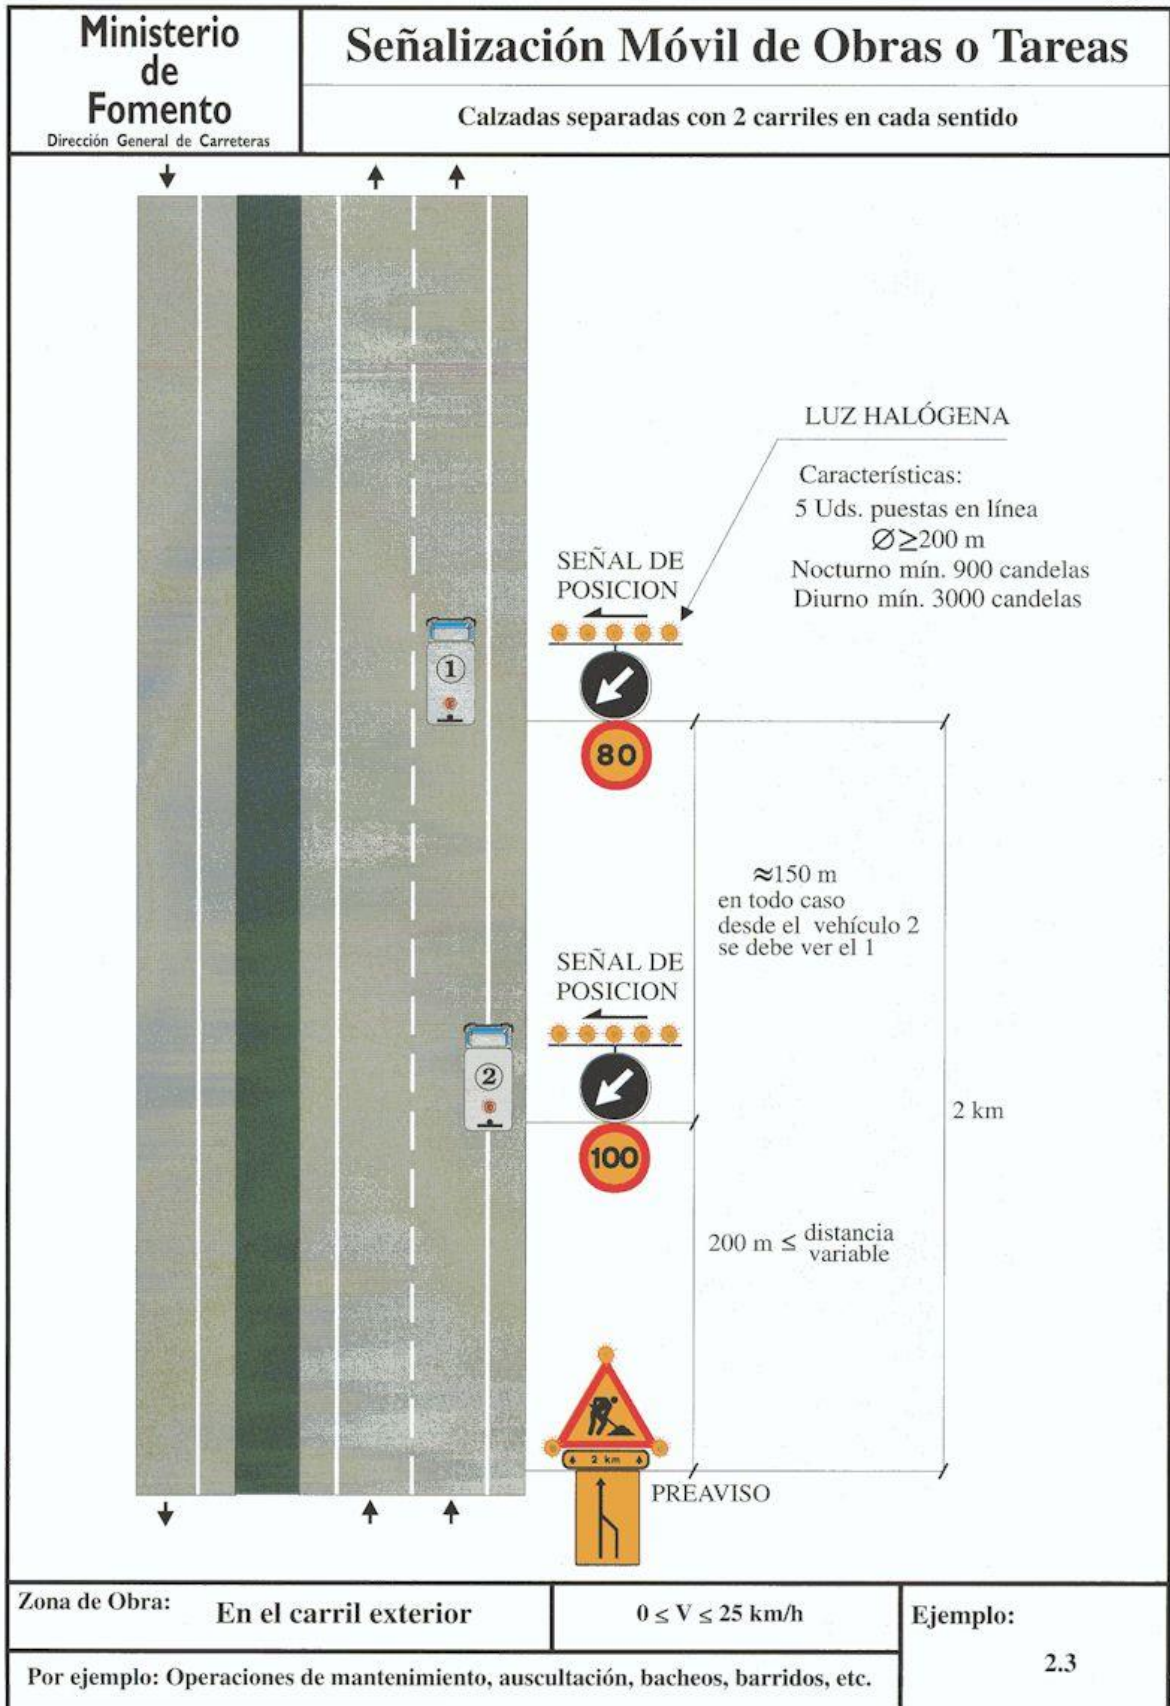 Ministerio
de
Fomento
Dirección General de Carreteras
Señalización Móvil de Obras o Tareas
Calzadas separadas con 2 carriles en cada sentido
LUZ HALÓGENA
Características:
5 Uds. puestas en línea
Ø≥200 m
Nocturno mín. 900 candelas
Diurno mín. 3000 candelas
SEÑAL DE
POSICION
1
80
≈150 m
en todo caso
desde el vehículo 2
se debe ver el 1
SEÑAL DE
POSICION
2
100
2 km
200 m ≤ distancia
variable
2 km
PREAVISO
Zona de Obra: En el carril exterior
0 ≤ V ≤ 25 km/h
Ejemplo:
2.3
Por ejemplo: Operaciones de mantenimiento, auscultación, bacheos, barridos, etc.